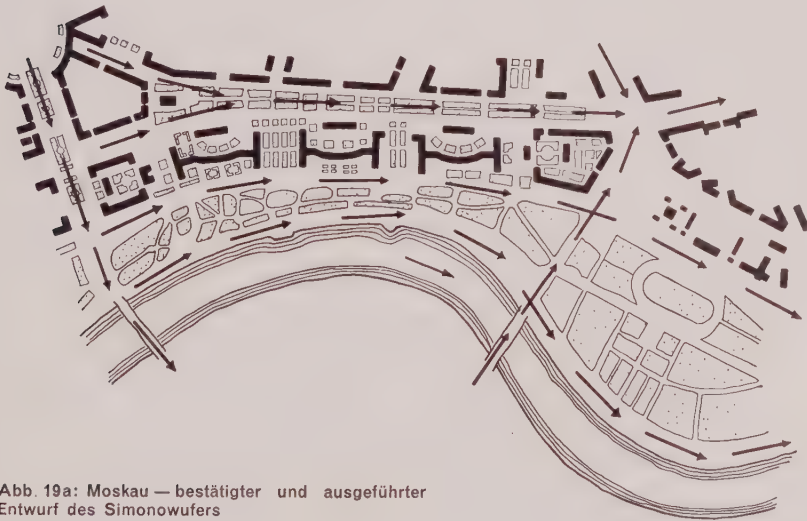 Abb. 19a: Moskau — bestätigter und ausgeführter
Entwurf des Simonowufers